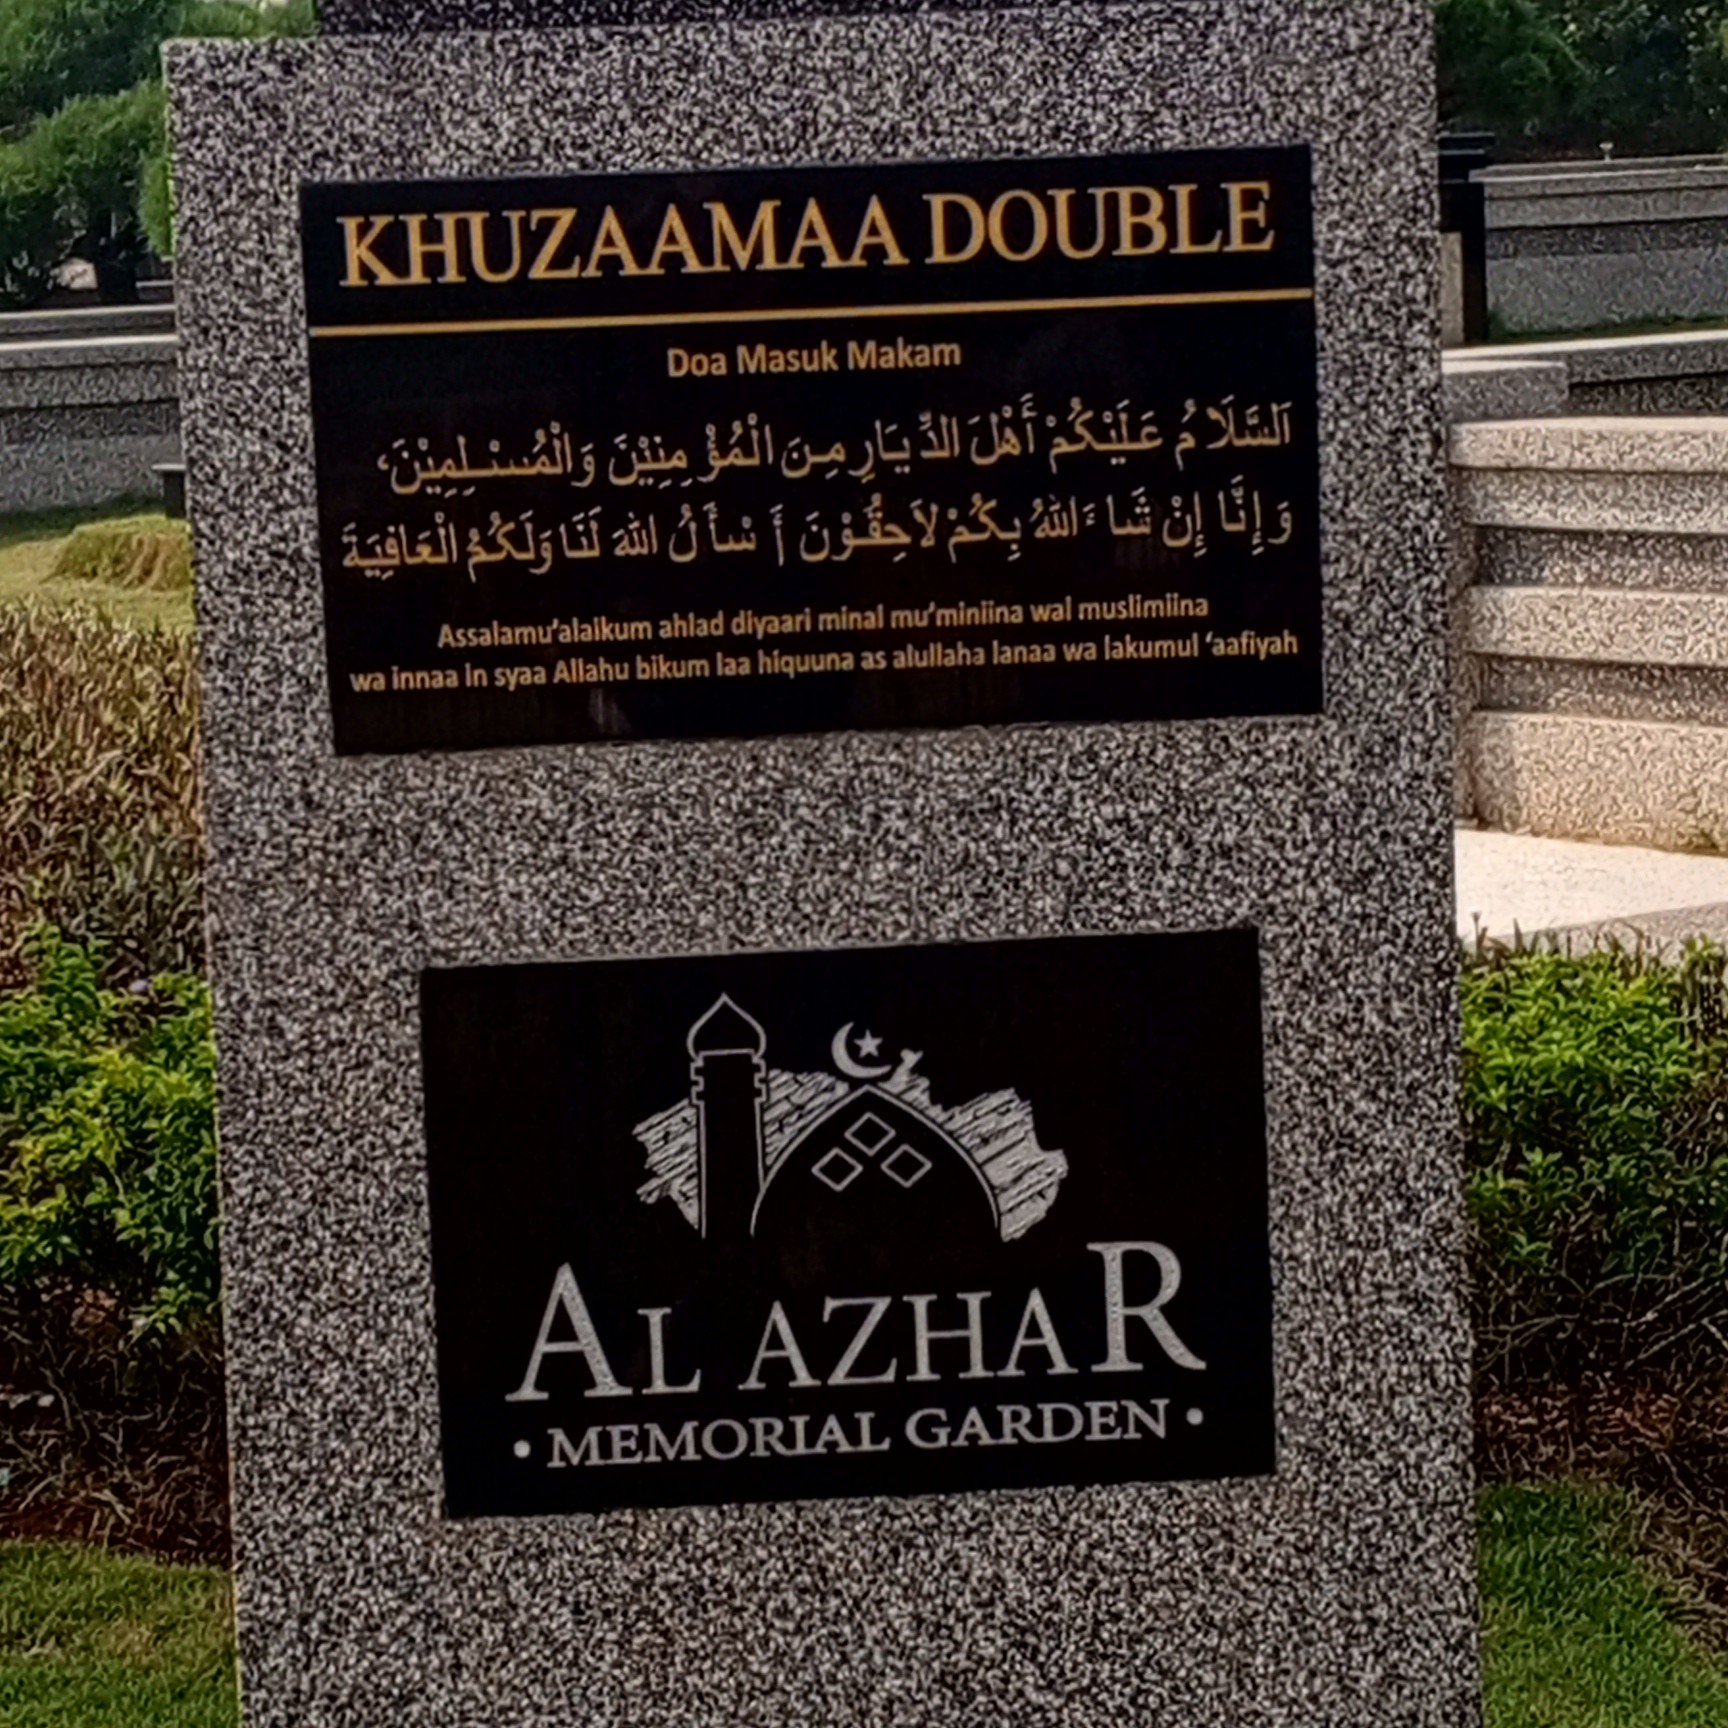 KHUZAAMAA DOUBLE
Doa Masuk Makam
اَلسَّلَامُ عَلَيْكُمْ أَهْلَ الدِّيَارِ مِنَ الْمُؤْمِنِيْنَ وَالْمُسْلِمِيْنَ،
وَإِنَّا إِنْ شَاءَ اللهُ بِكُمْ لاَحِقُوْنَ أَسْأَلُ اللهَ لَنَا وَلَكُمُ الْعَافِيَةَ
Assalamu'alaikum ahlad diyaari minal mu'miniina wal muslimiina
wa innaa in syaa Allahu bikum laa hiquuna as alullaha lanaa wa lakumul 'aafiyah
AL AZHAR
• MEMORIAL GARDEN •